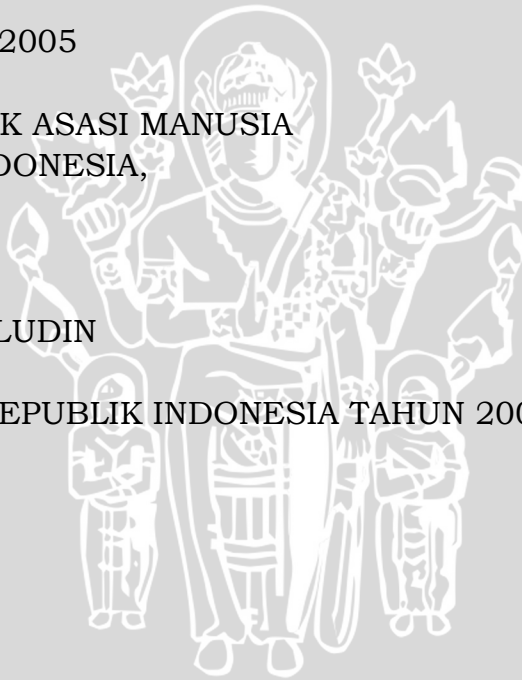 2005
K ASASI MANUSIA
DONESIA,
LUDIN
EPUBLIK INDONESIA TAHUN 200